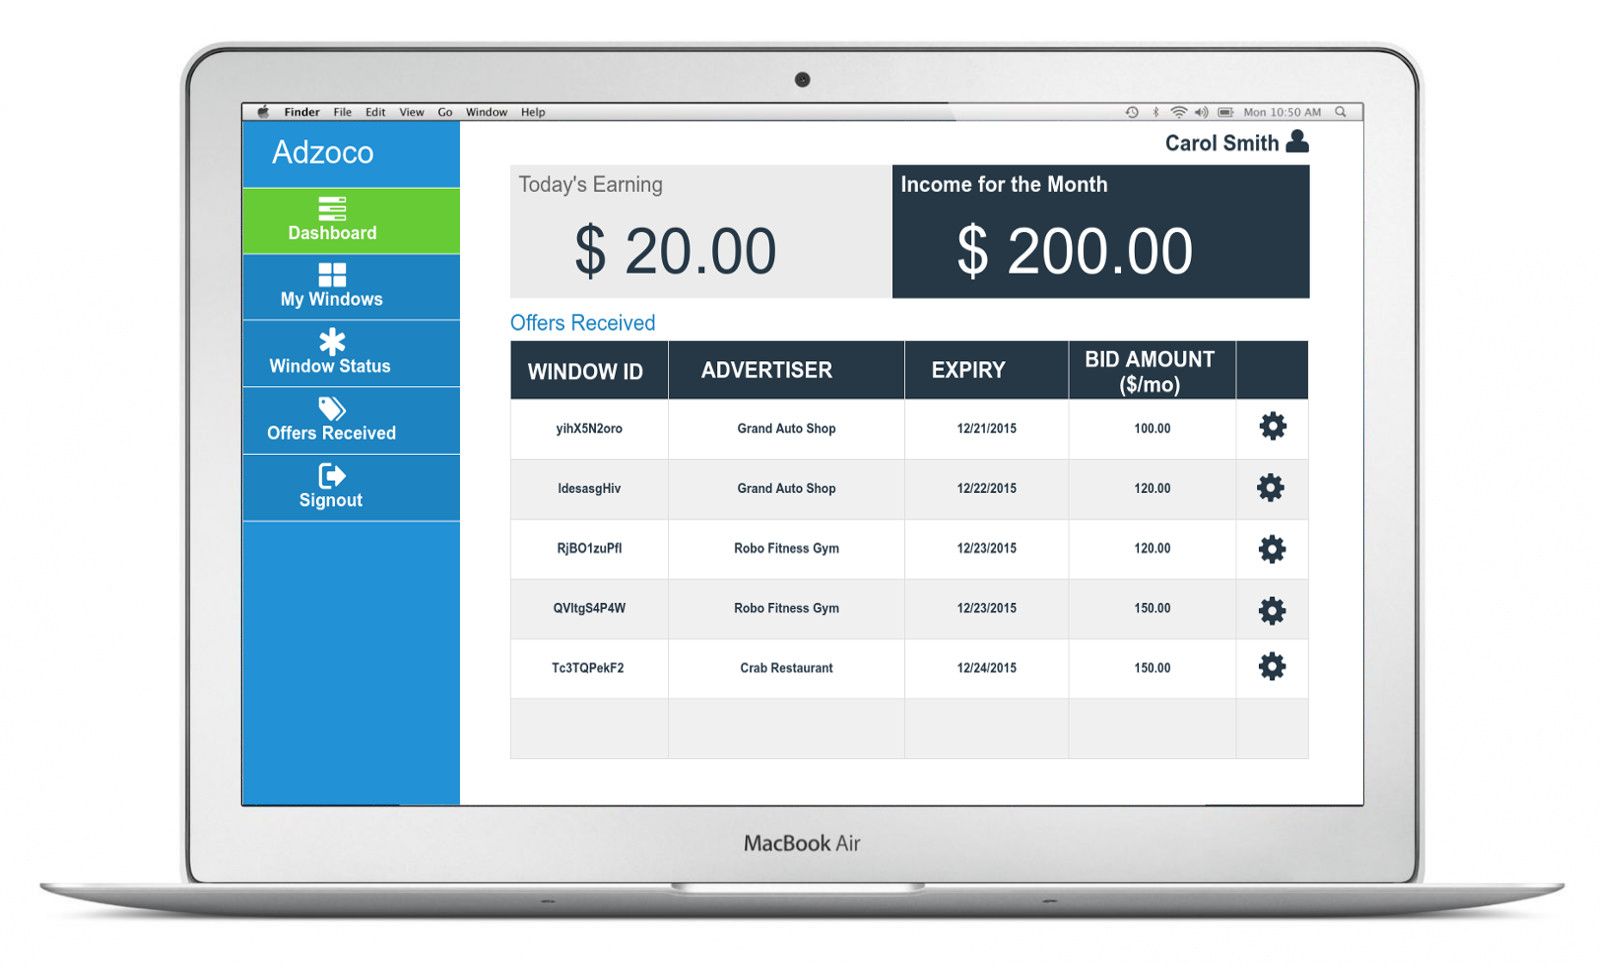 Finder File Edit View Go Window Help Mon 10:50 AM
Adzoco
Carol Smith
Dashboard
My Windows
Window Status
Offers Received
Signout
Today's Earning
$ 20.00
Income for the Month
$ 200.00
Offers Received
WINDOW ID ADVERTISER EXPIRY BID AMOUNT
($/mo)
yihX5N2oro Grand Auto Shop 12/21/2015 100.00
IdesasgHiv Grand Auto Shop 12/22/2015 120.00
RjBO1zuPfI Robo Fitness Gym 12/23/2015 120.00
QVItgS4P4W Robo Fitness Gym 12/23/2015 150.00
Tc3TQPekF2 Crab Restaurant 12/24/2015 150.00
MacBook Air